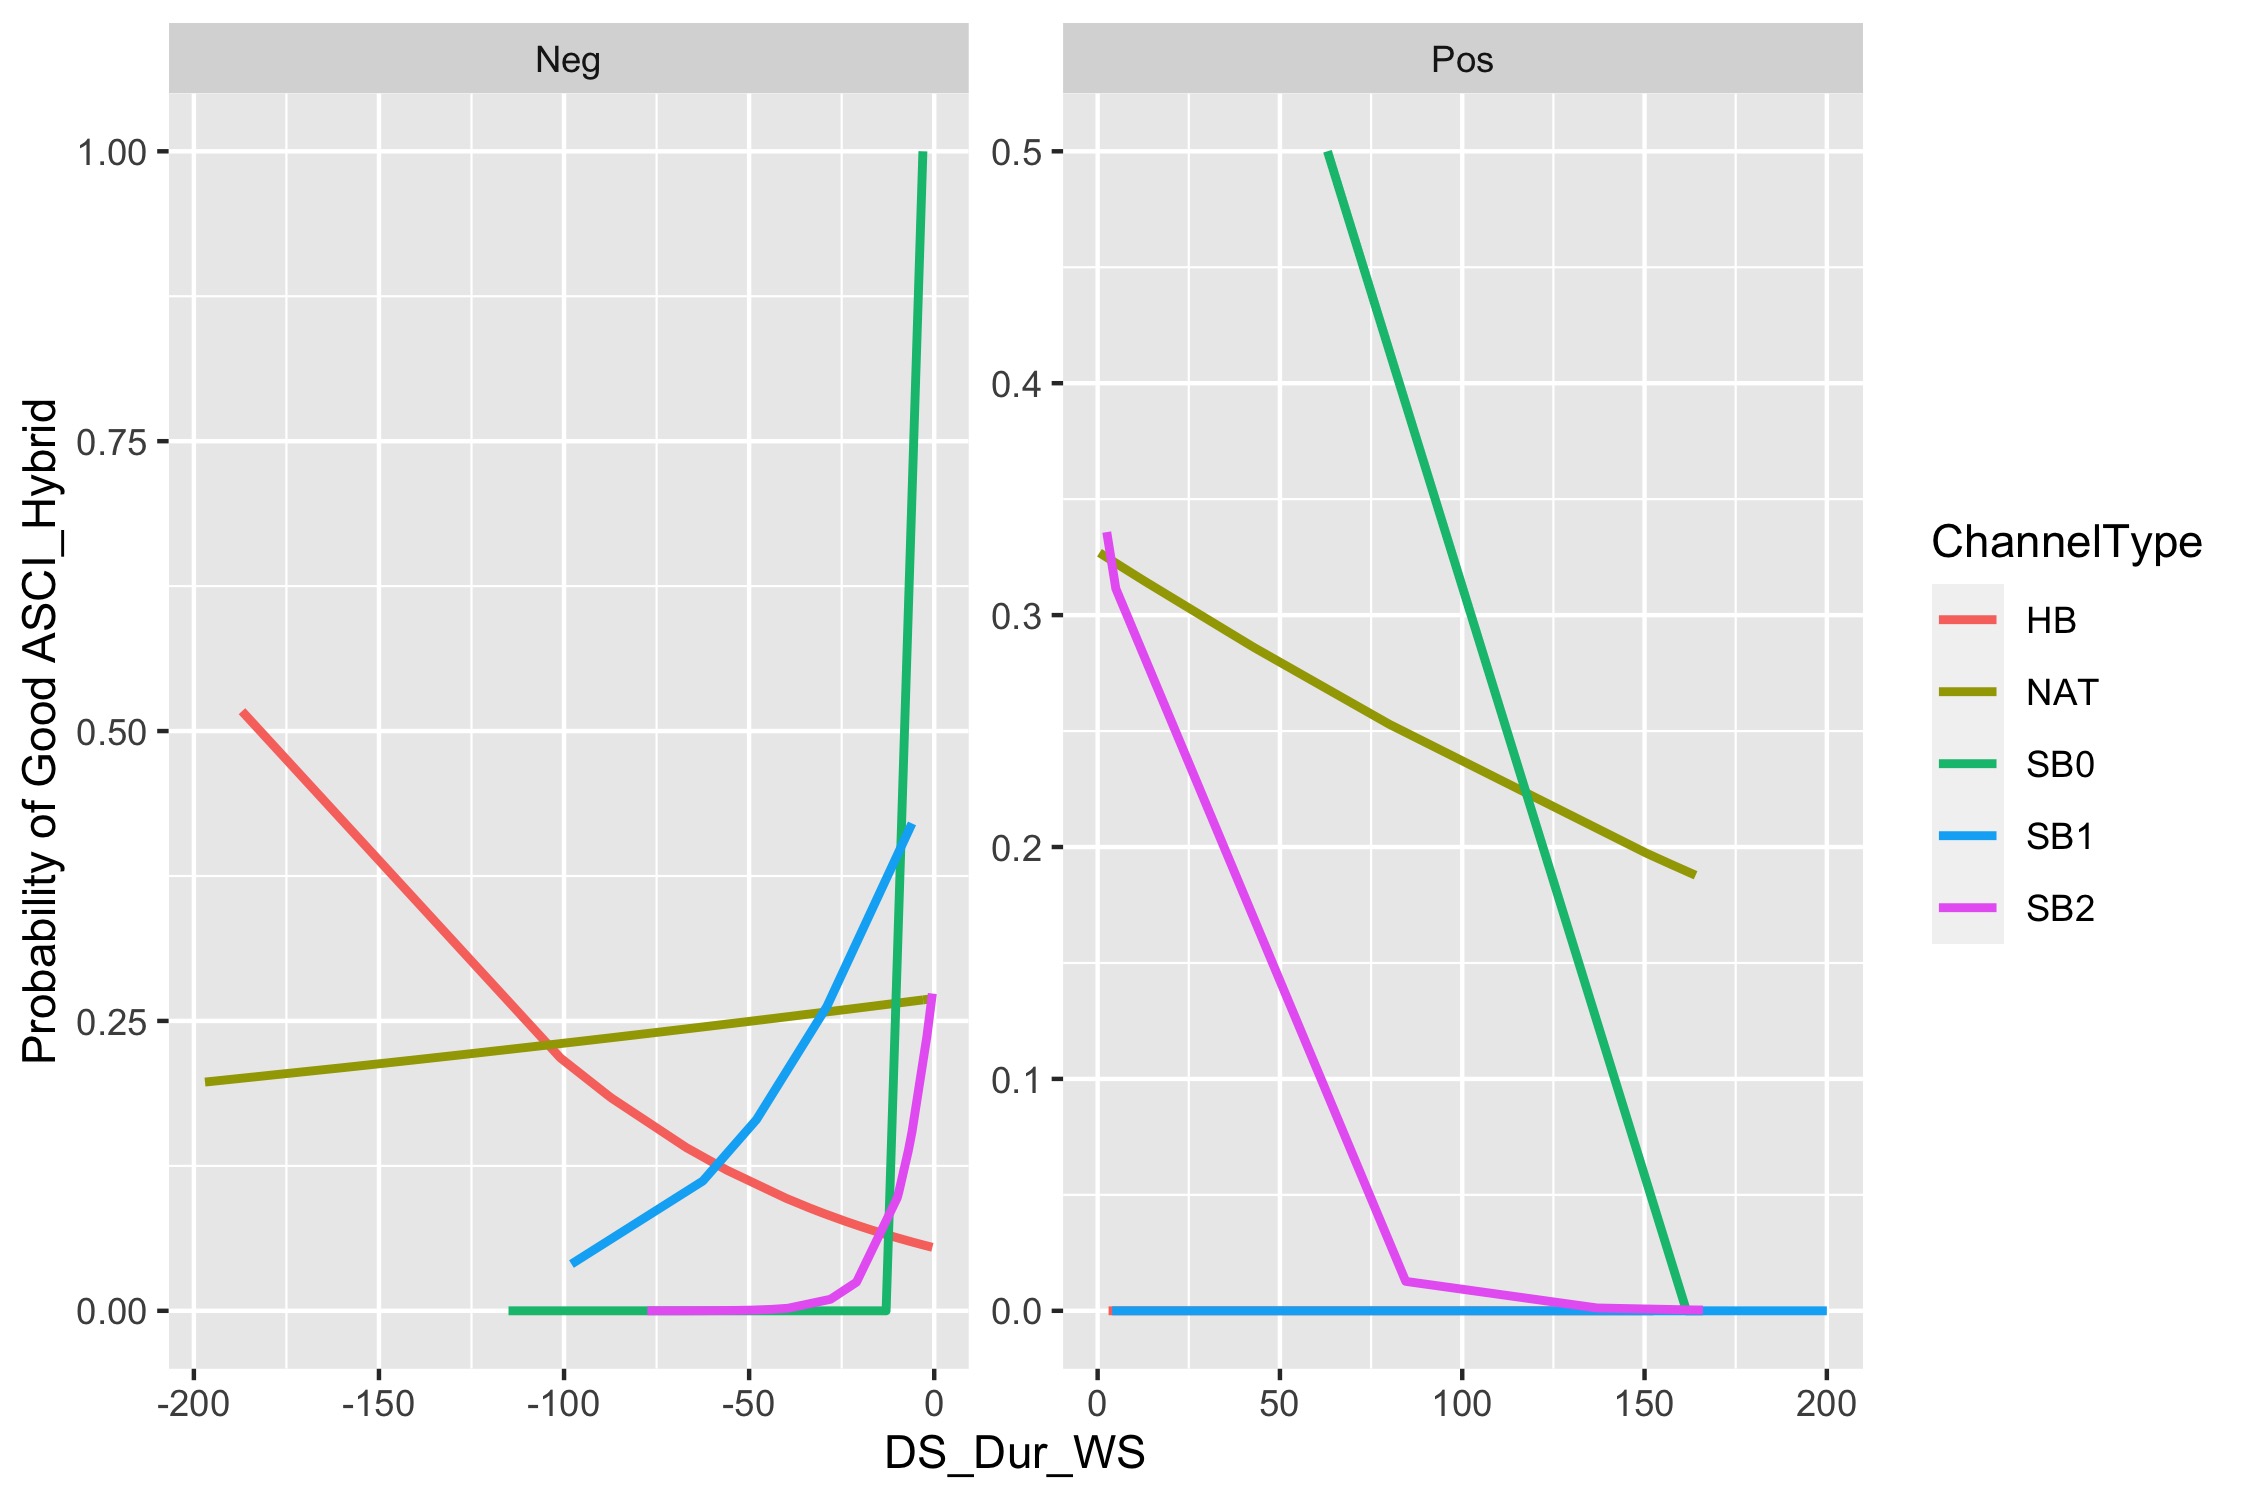 Neg
Pos
Probability of Good ASCI_Hybrid
1.00
0.75
0.50
0.25
0.00
0.5
0.4
0.3
0.2
0.1
0.0
-200 -150 -100 -50 0
0 50 100 150 200
DS_Dur_WS
ChannelType
HB
NAT
SB0
SB1
SB2